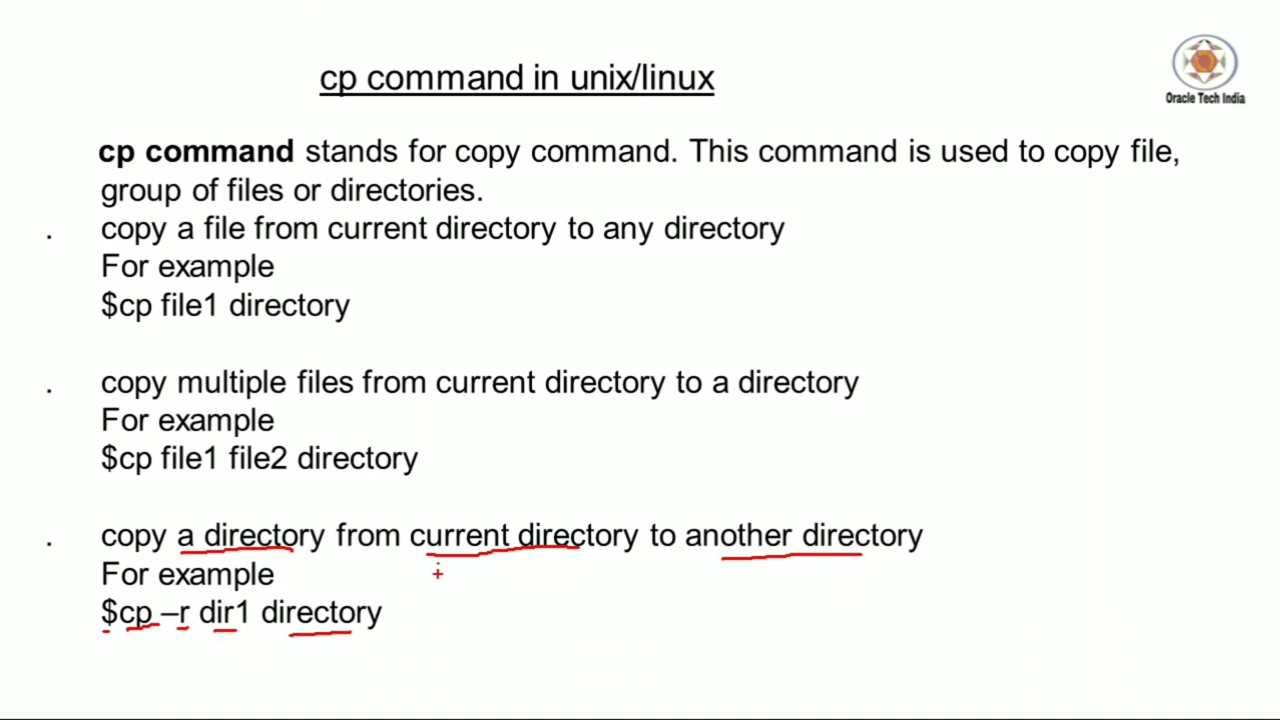 cp command in unix/linux
Oracle Tech India
cp command stands for copy command. This command is used to copy file,
group of files or directories.
. copy a file from current directory to any directory
For example
$cp file1 directory
. copy multiple files from current directory to a directory
For example
$cp file1 file2 directory
. copy a directory from current directory to another directory
For example
$cp –r dir1 directory